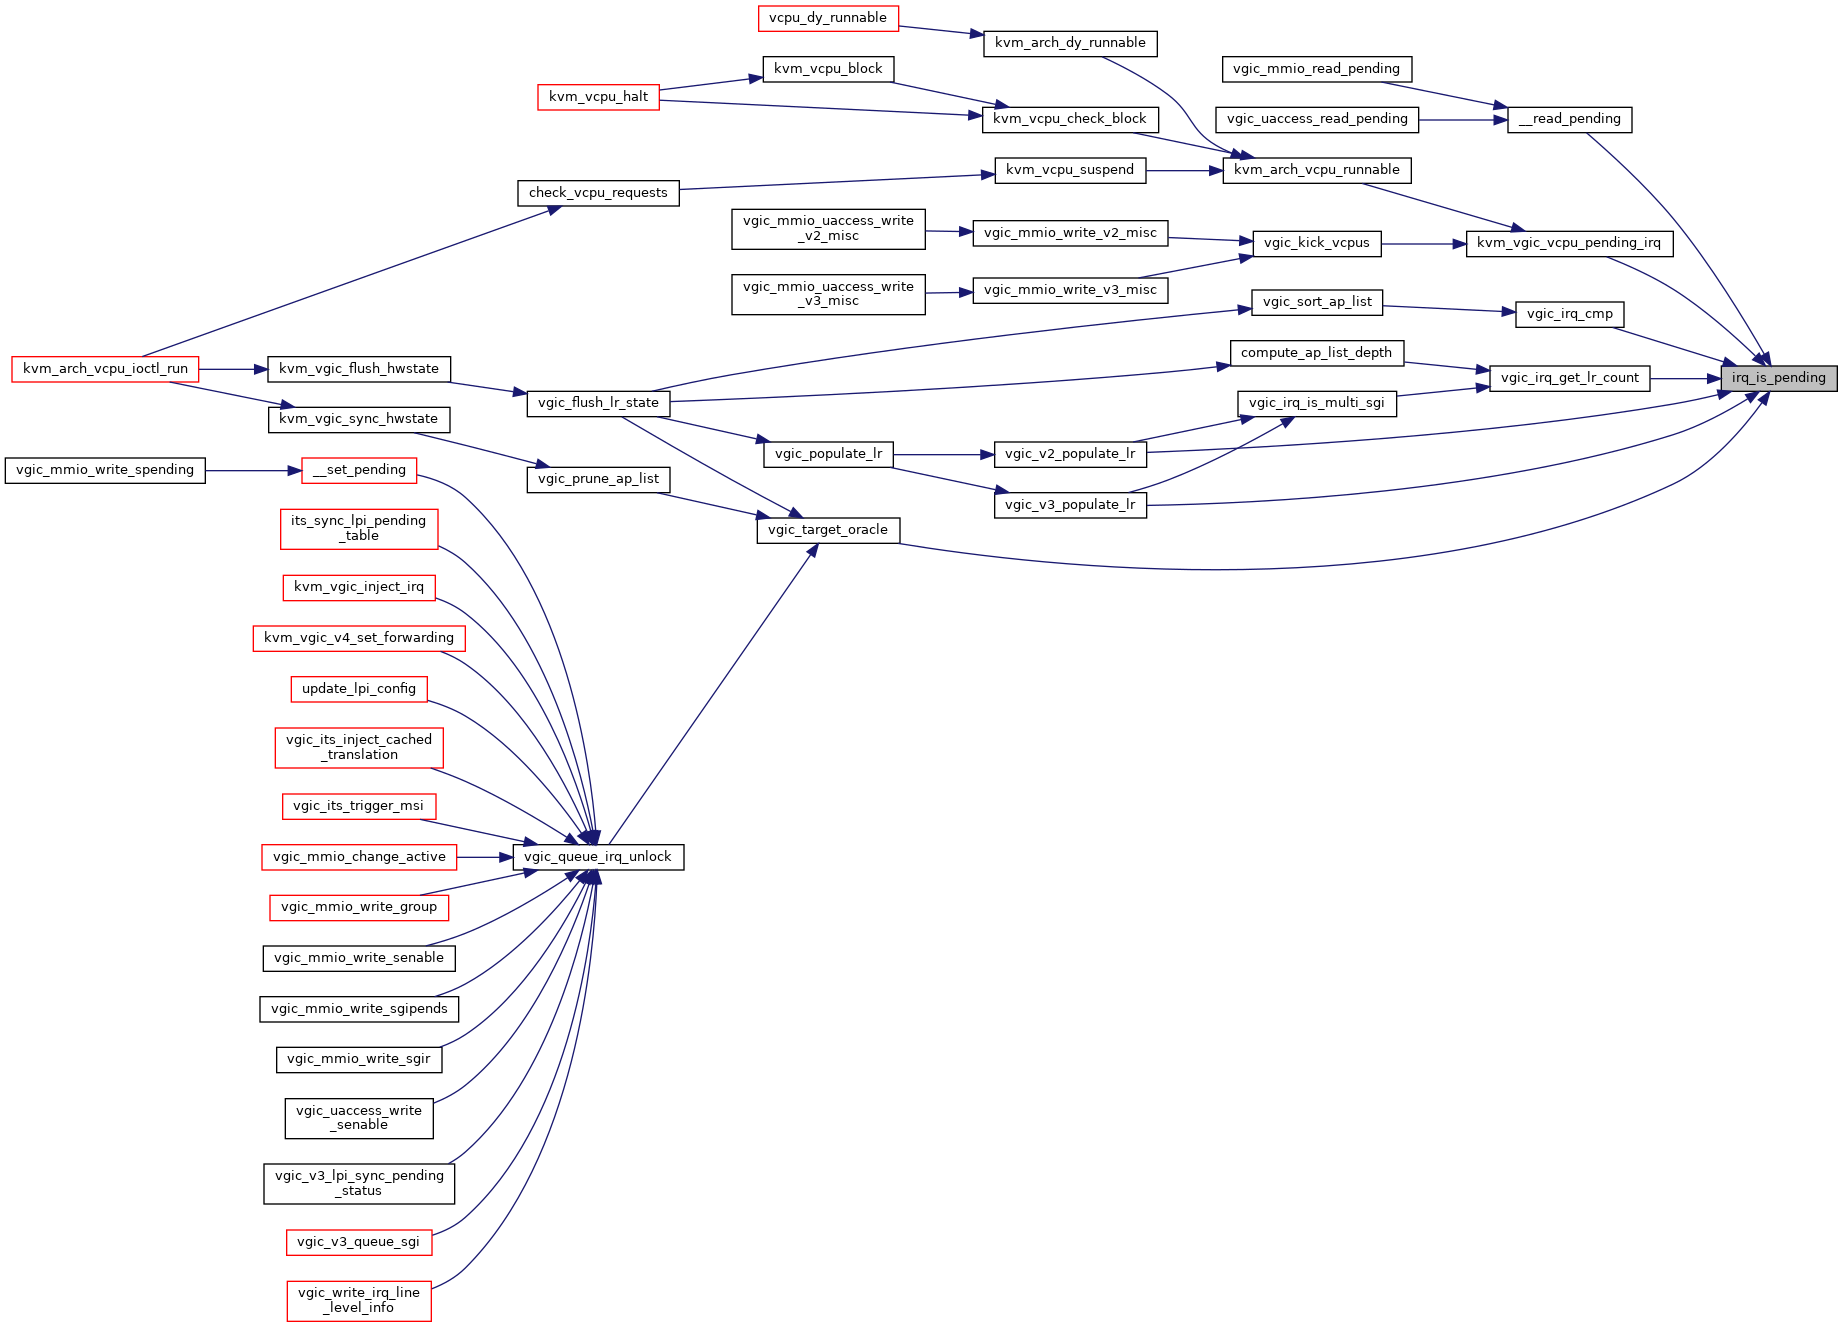 vcpu_dy_runnable
kvm_arch_dy_runnable
kvm_vcpu_block
vgic_mmio_read_pending
kvm_vcpu_halt
kvm_vcpu_check_block
vgic_uaccess_read_pending
__read_pending
kvm_vcpu_suspend
kvm_arch_vcpu_runnable
check_vcpu_requests
vgic_mmio_uaccess_write
_v2_misc
vgic_mmio_write_v2_misc
vgic_kick_vcpus
kvm_vgic_vcpu_pending_irq
vgic_mmio_uaccess_write
_v3_misc
vgic_mmio_write_v3_misc
vgic_sort_ap_list
vgic_irq_cmp
compute_ap_list_depth
kvm_arch_vcpu_ioctl_run
kvm_vgic_flush_hwstate
vgic_irq_get_lr_count
irq_is_pending
vgic_flush_lr_state
vgic_irq_is_multi_sgi
kvm_vgic_sync_hwstate
vgic_populate_lr
vgic_v2_populate_lr
vgic_mmio_write_spending
__set_pending
vgic_prune_ap_list
vgic_v3_populate_lr
its_sync_lpi_pending
_table
vgic_target_oracle
kvm_vgic_inject_irq
kvm_vgic_v4_set_forwarding
update_lpi_config
vgic_its_inject_cached
_translation
vgic_its_trigger_msi
vgic_mmio_change_active
vgic_queue_irq_unlock
vgic_mmio_write_group
vgic_mmio_write_senable
vgic_mmio_write_sgipends
vgic_mmio_write_sgir
vgic_uaccess_write
_senable
vgic_v3_lpi_sync_pending
_status
vgic_v3_queue_sgi
vgic_write_irq_line
_level_info